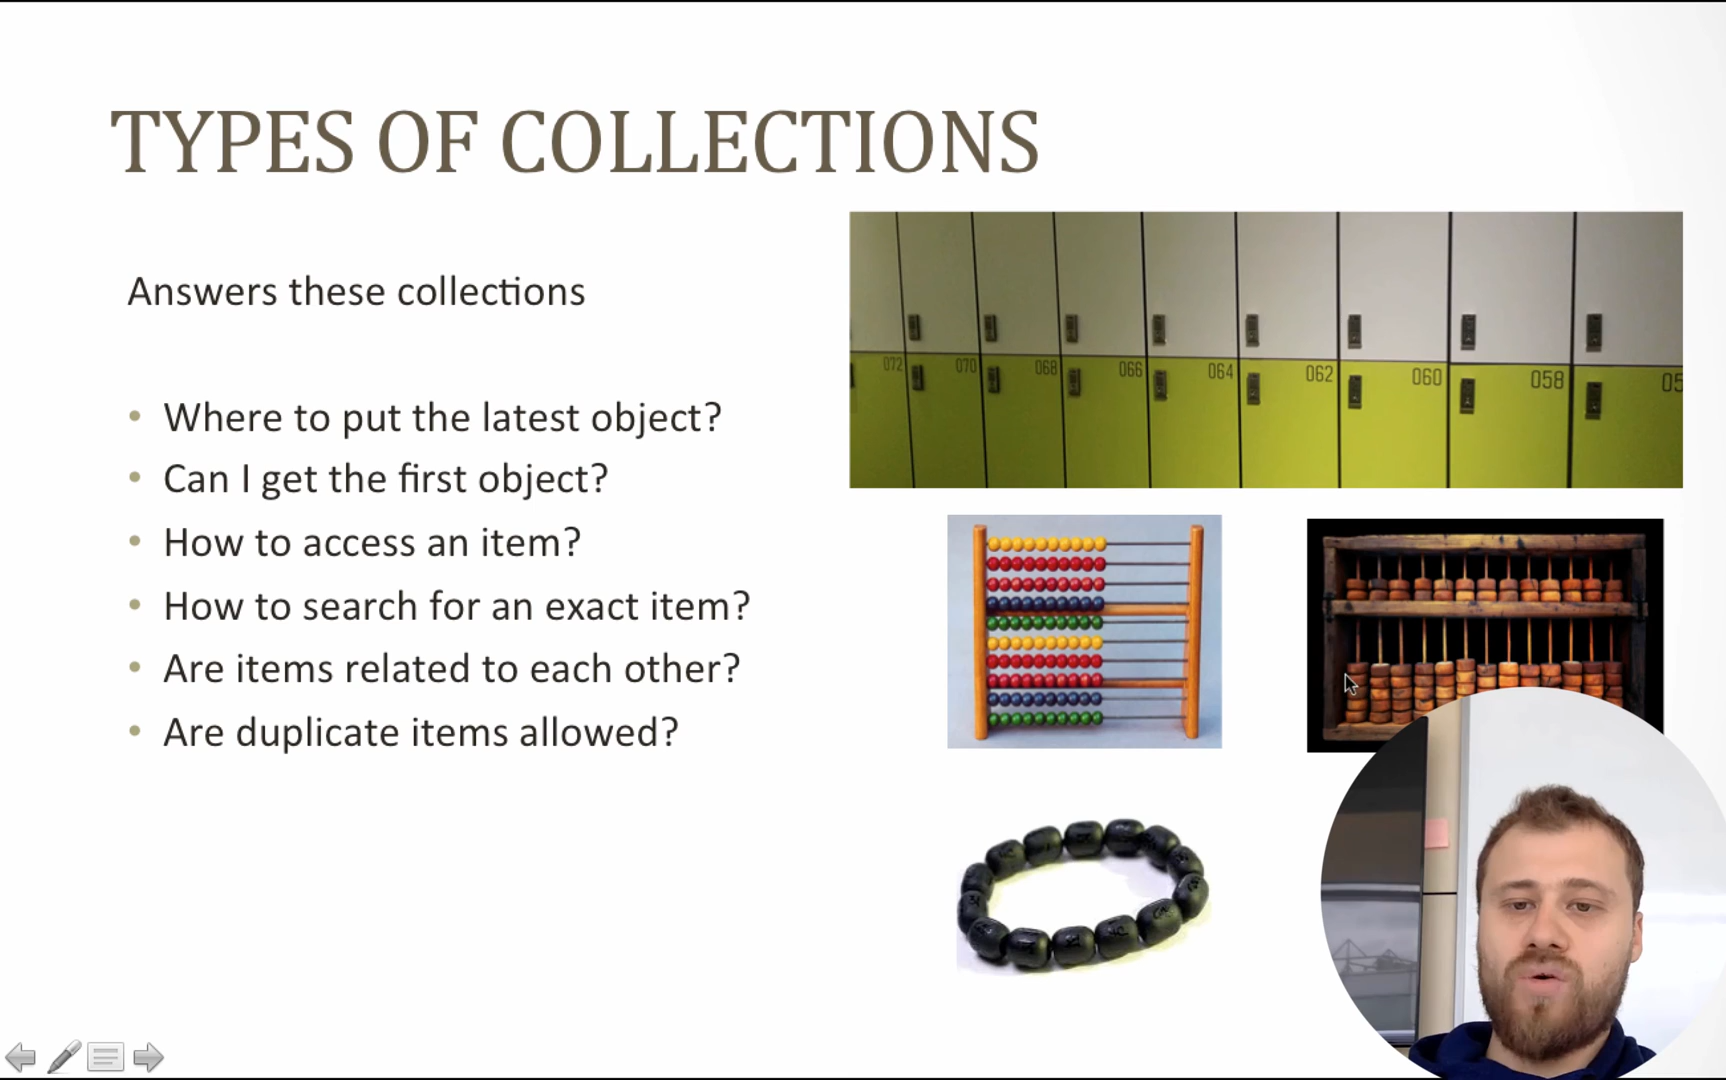 TYPES OF COLLECTIONS
Answers these collections
• Where to put the latest object?
• Can I get the first object?
• How to access an item?
• How to search for an exact item?
• Are items related to each other?
• Are duplicate items allowed?
072 070 068 066 064 062 060 058 05